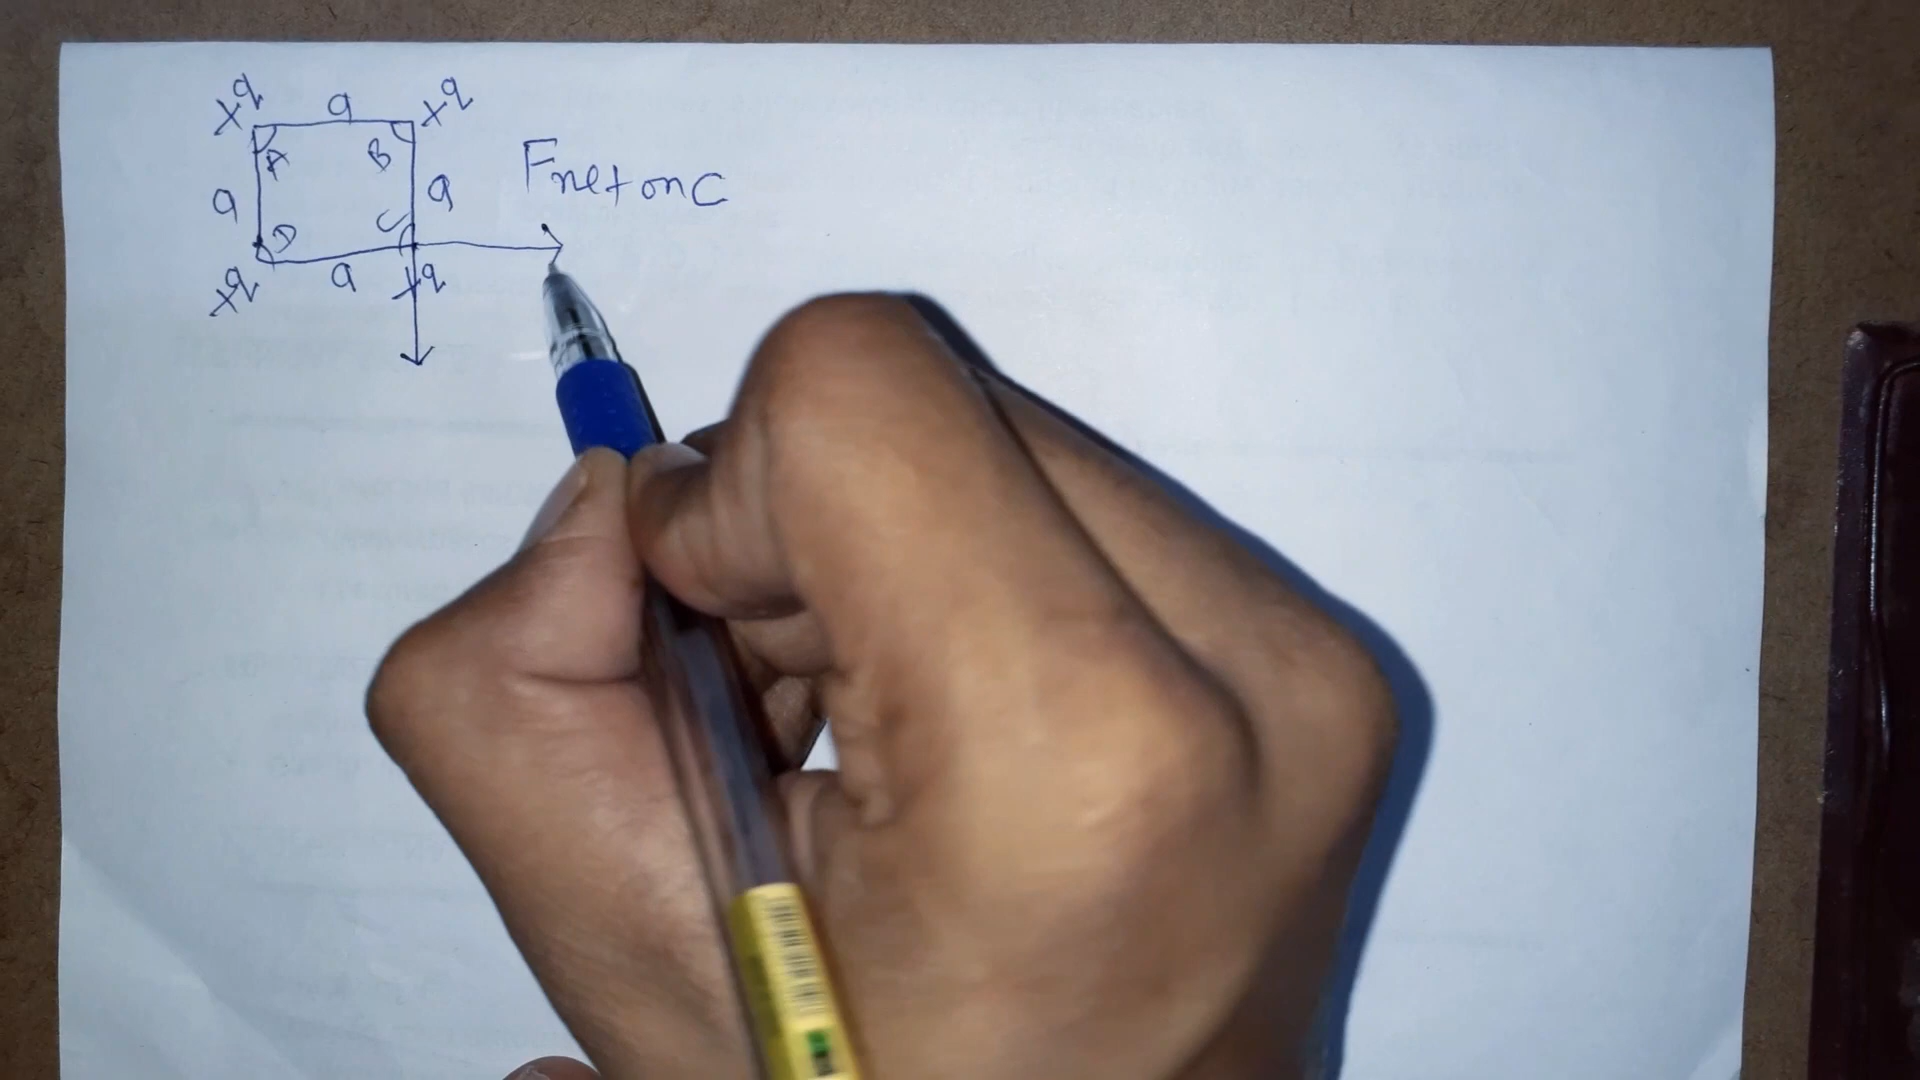 +q a +q
A B
a a
Fnet on C
D C
+q a +q